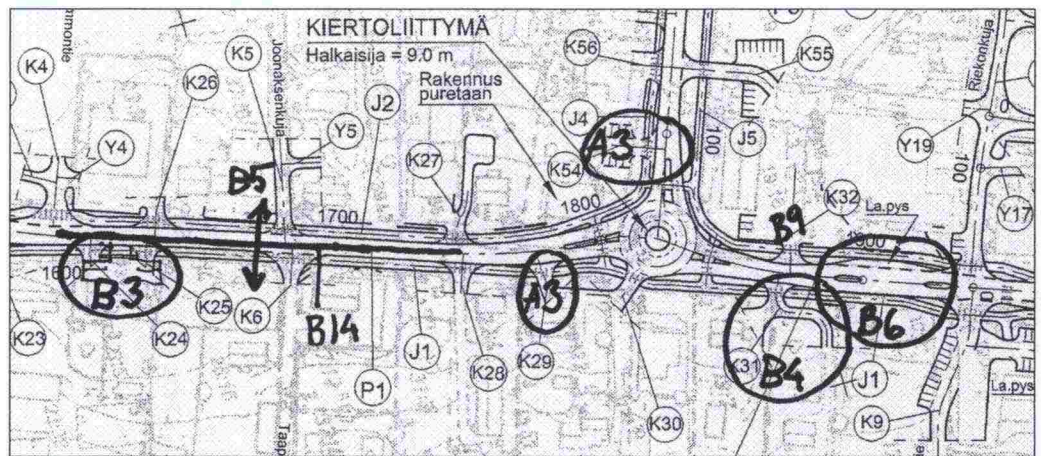 KIERTOLIITTYMÄ
Halkaisija = 9.0 m
Rakennus
puretaan
K4
K26
K5
Joonaksenkuja
J2
Y4
Y5
K27
K56
K55
J4
A3
K54
J5
100
Riekonkuja
Y19
100
Y17
B5
1700
1800
B9
K32
La.pys
900
1600
B3
K25
K24
K23
K6
B14
J1
P1
K28
A3
K29
K30
K31
B4
B6
J1
K9
La.pys
Taap